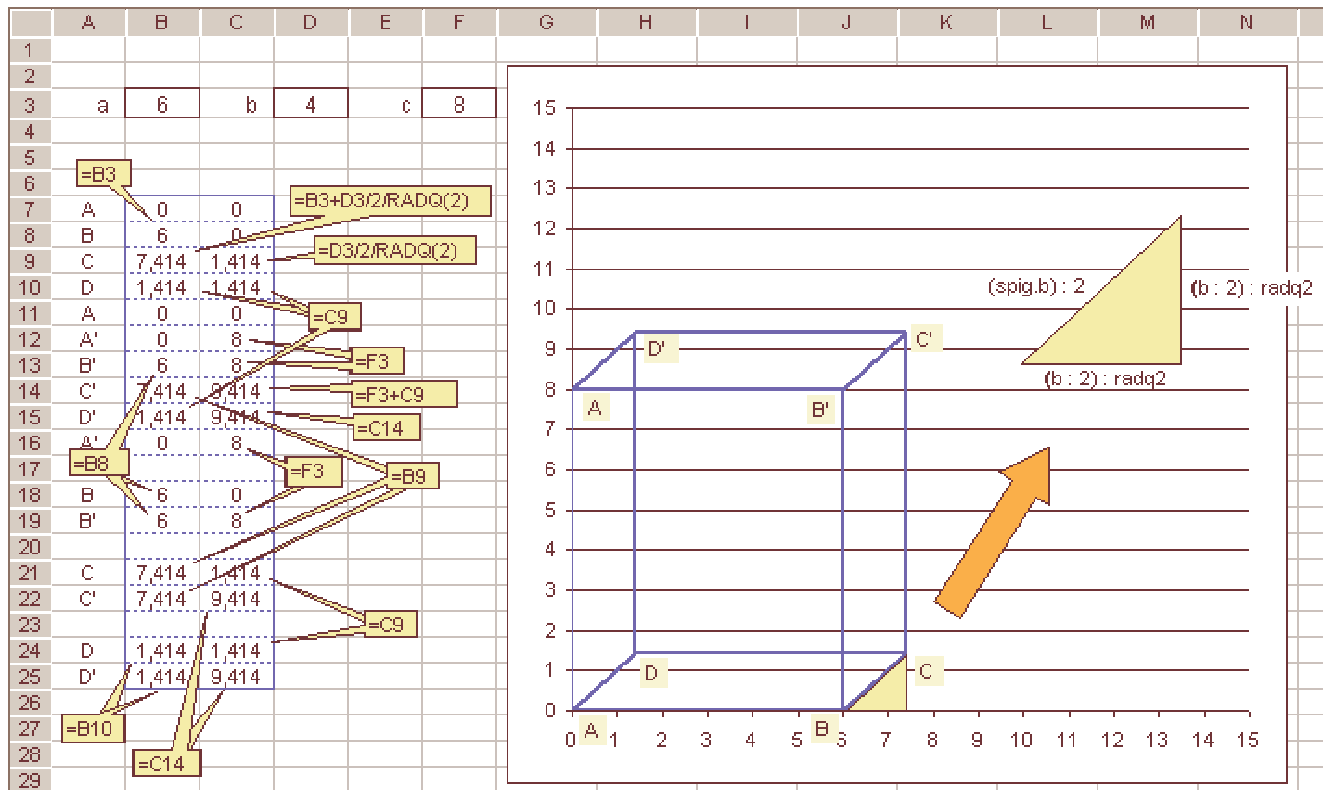 A B C D E F G H I J K L M N
1
2
3 a 6 b 4 c 8
4
5
6 =B3
7 A 0 0 =B3+D3/2/RADQ(2)
8 B 6 0
9 C 7,414 1,414 =D3/2/RADQ(2)
10 D 1,414 1,414
11 A 0 0 =C9
12 A' 0 8
13 B' 6 8 =F3
14 C' 7,414 9,414 =F3+C9
15 D' 1,414 9,414 =C14
16 A' 0 8
17 =B8 =F3 =B9
18 B 6 0
19 B' 6 8
20
21 C 7,414 1,414
22 C' 7,414 9,414
23 =C9
24 D 1,414 1,414
25 D' 1,414 9,414
26
27 =B10
28 =C14
29
15
14
13
12
11
10
9
8
7
6
5
4
3
2
1
0
0 1 2 3 4 5 6 7 8 9 10 11 12 13 14 15
(spig.b) : 2
(b : 2) : radq2
(b : 2) : radq2
D'
C'
A
B'
D
C
A
B